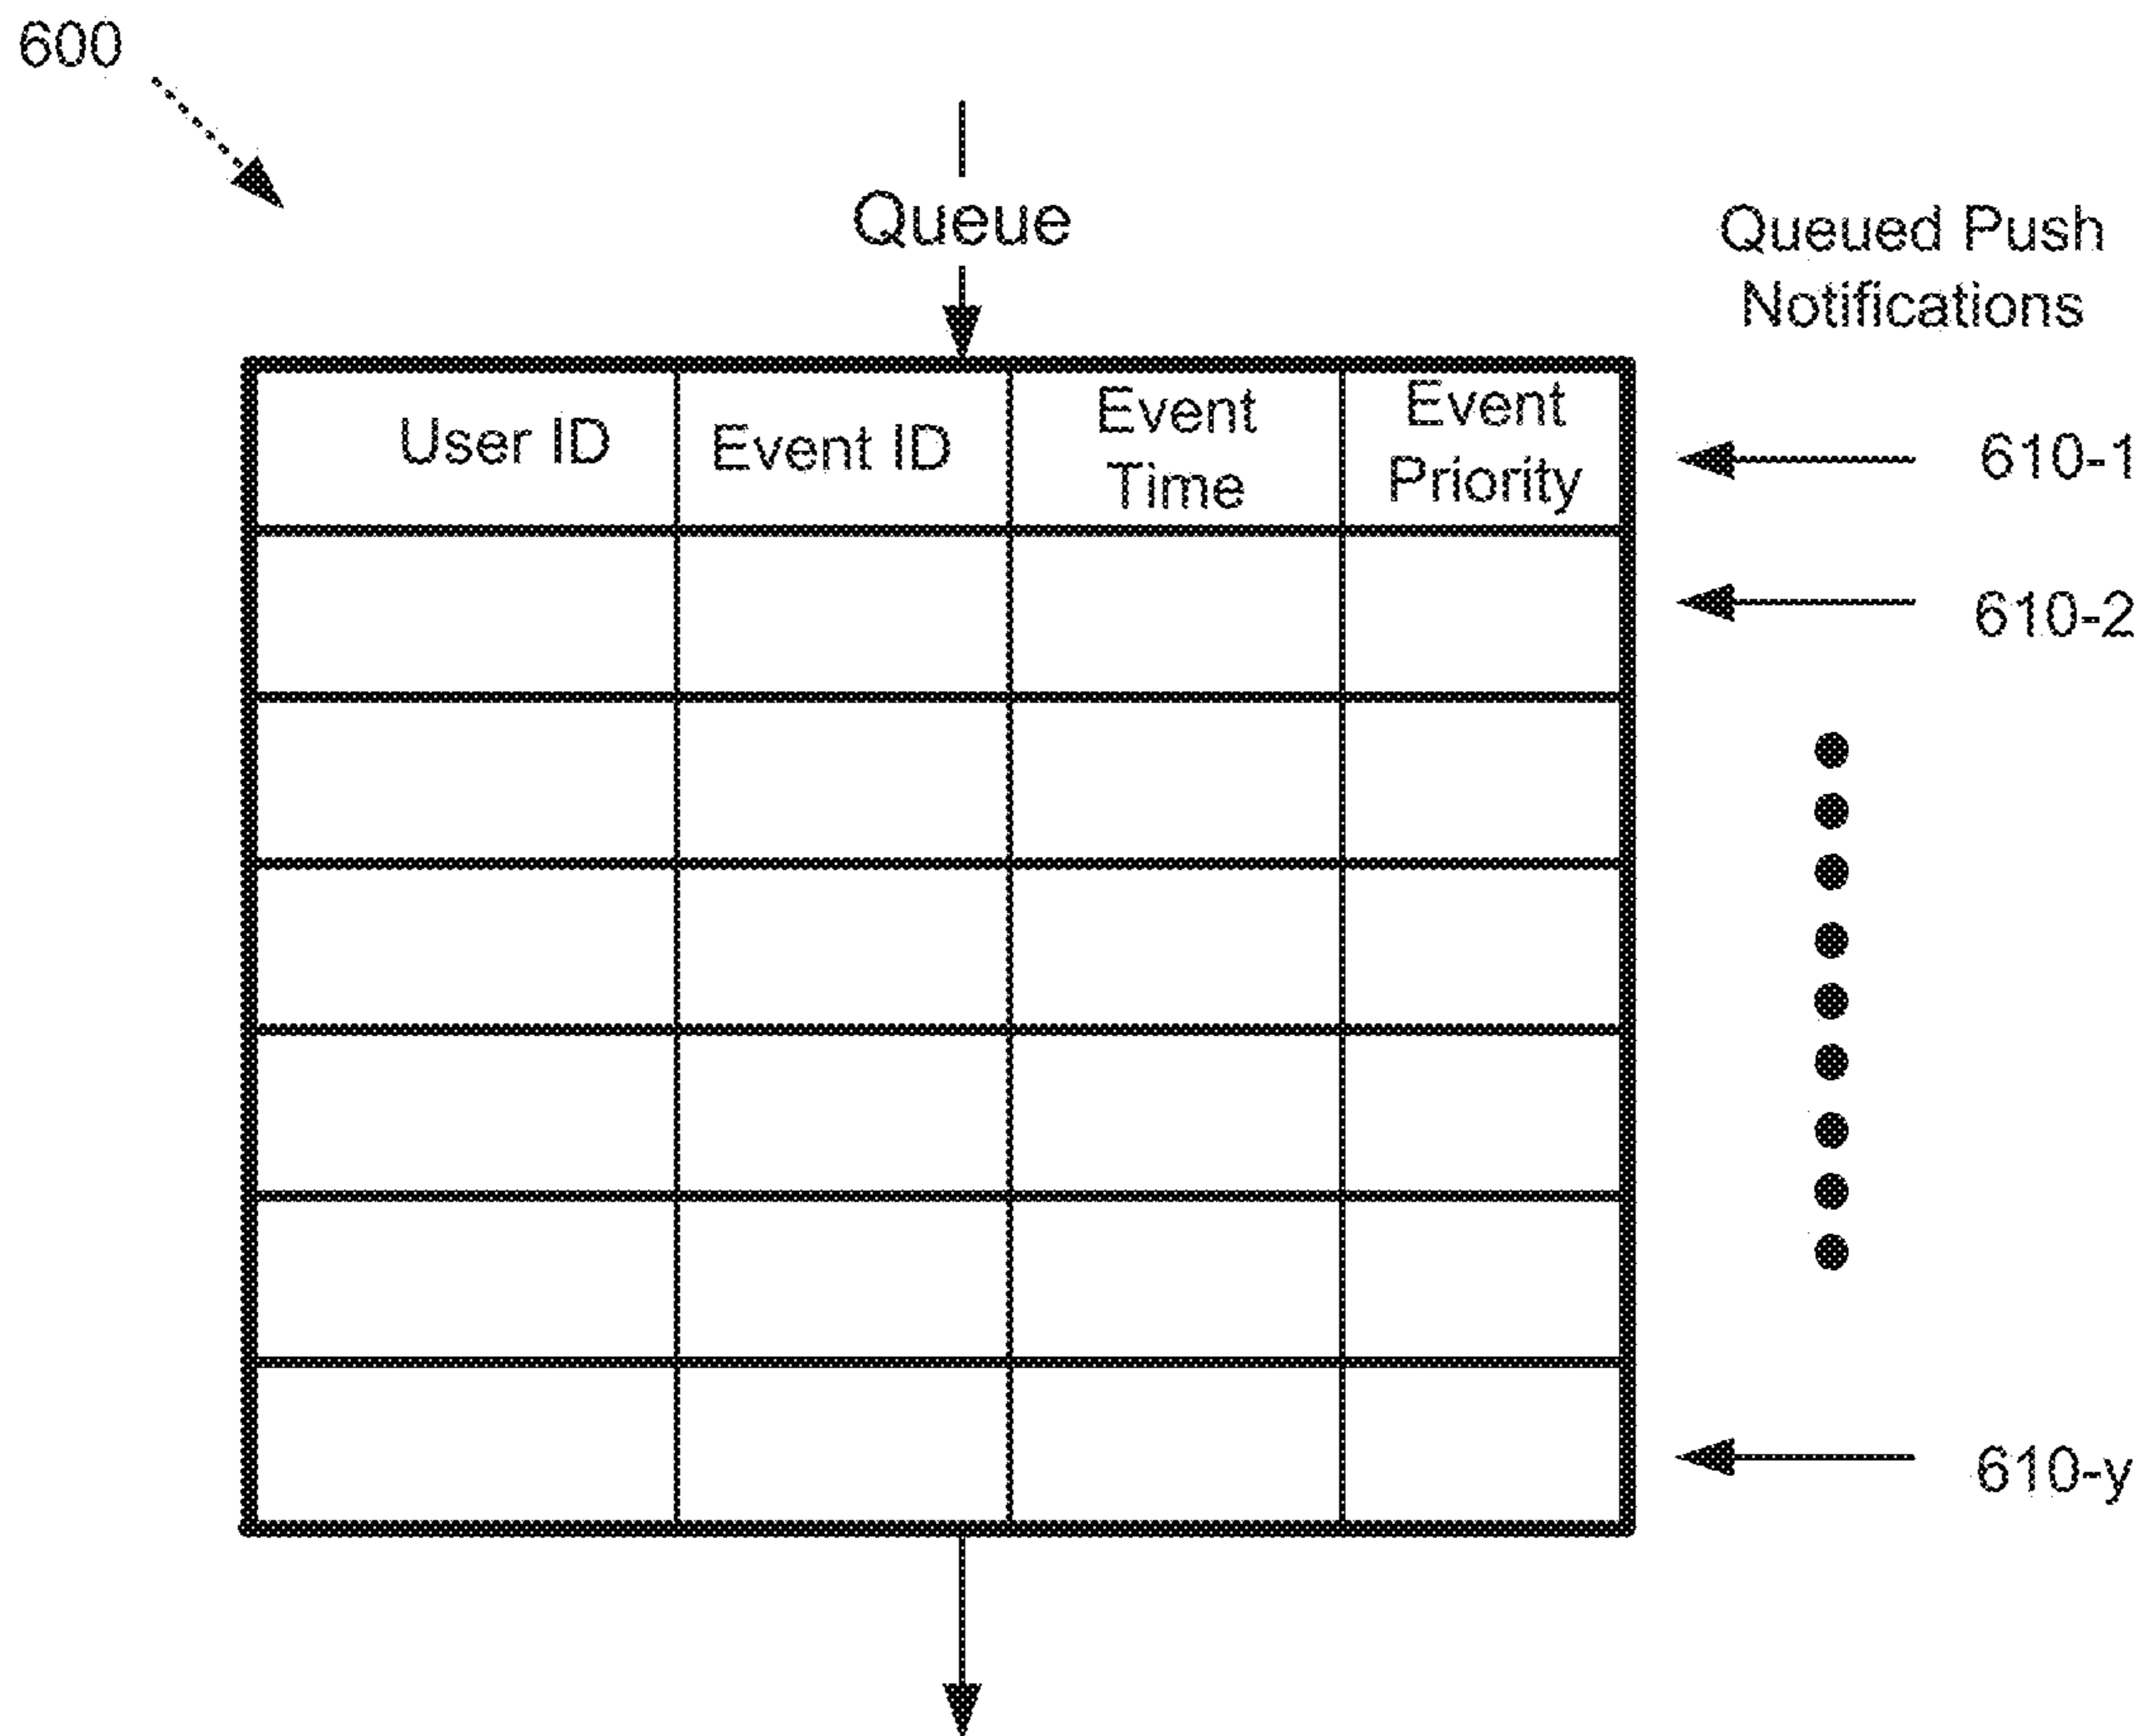 600
Queue
Queued Push
Notifications
User ID
Event ID
Event
Time
Event
Priority
610-1
610-2
610-y